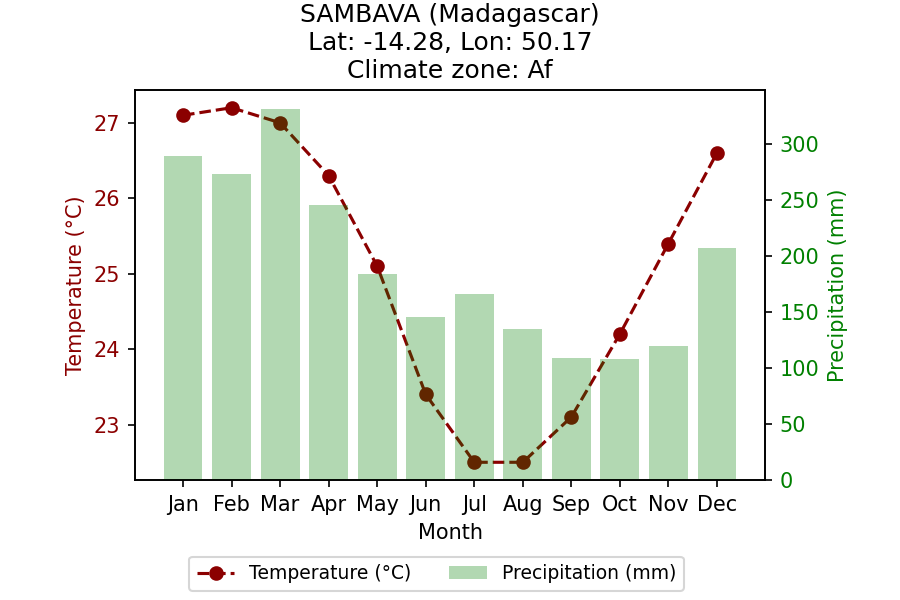 SAMBAVA (Madagascar)
Lat: -14.28, Lon: 50.17
Climate zone: Af
27
26
25
24
23
Temperature (°C)
300
250
200
150
100
50
0
Precipitation (mm)
Jan Feb Mar Apr May Jun Jul Aug Sep Oct Nov Dec
Month
Temperature (°C) Precipitation (mm)